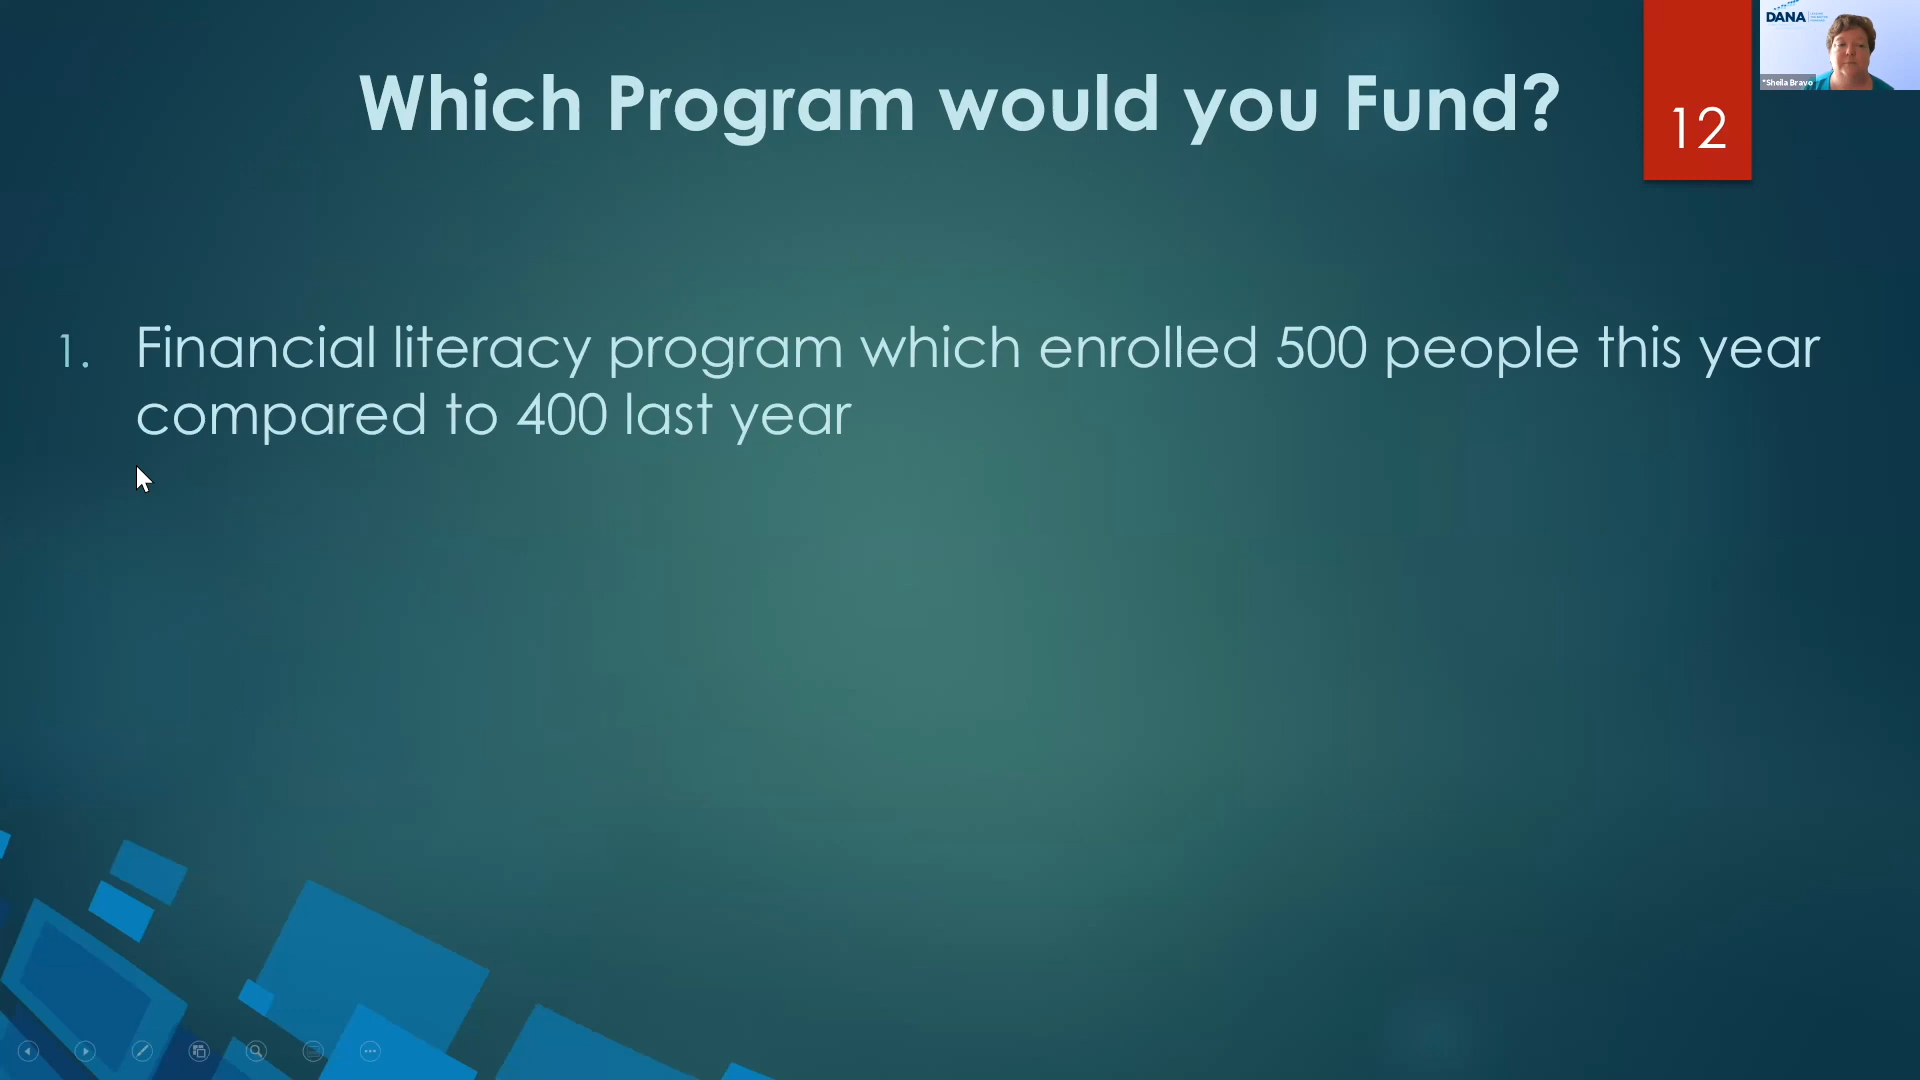 Which Program would you Fund?
12
DANA
*Sheila Bravo
1. Financial literacy program which enrolled 500 people this year
compared to 400 last year